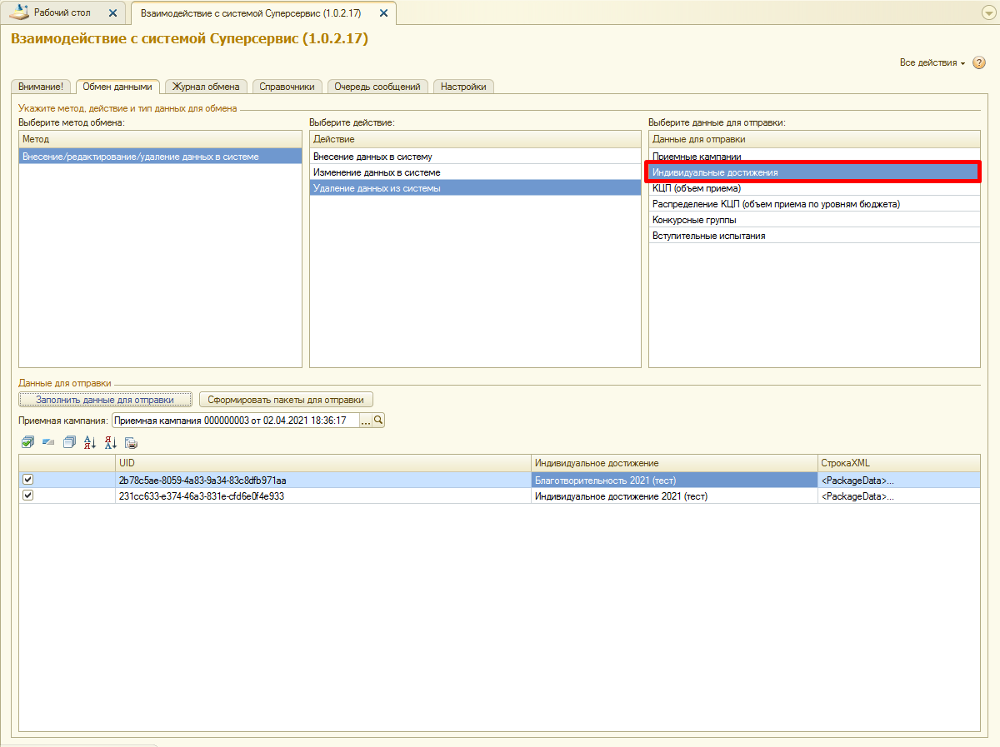 Рабочий стол
Взаимодействие с системой Суперсервис (1.0.2.17)
Взаимодействие с системой Суперсервис (1.0.2.17)
Все действия
Внимание! Обмен данными Журнал обмена Справочники Очередь сообщений Настройки
Укажите метод, действие и тип данных для обмена
Выберите метод обмена:
Метод
Внесение/редактирование/удаление данных в системе
Выберите действие:
Действие
Внесение данных в систему
Изменение данных в системе
Удаление данных из системы
Выберите данные для отправки:
Данные для отправки
Приемные кампании
Индивидуальные достижения
КЦП (объем приема)
Распределение КЦП (объем приема по уровням бюджета)
Конкурсные группы
Вступительные испытания
Данные для отправки
Заполнить данные для отправки Сформировать пакеты для отправки
Приемная кампания: Приемная кампания 000000003 от 02.04.2021 18:36:17 ...
UID Индивидуальное достижение СтрокаXML
2b78c5ae-8059-4a83-9a34-83c8dfb971aa Благотворительность 2021 (тест) <PackageData>...
231cc633-e374-46a3-831e-cfd6e0f4e933 Индивидуальное достижение 2021 (тест) <PackageData>...